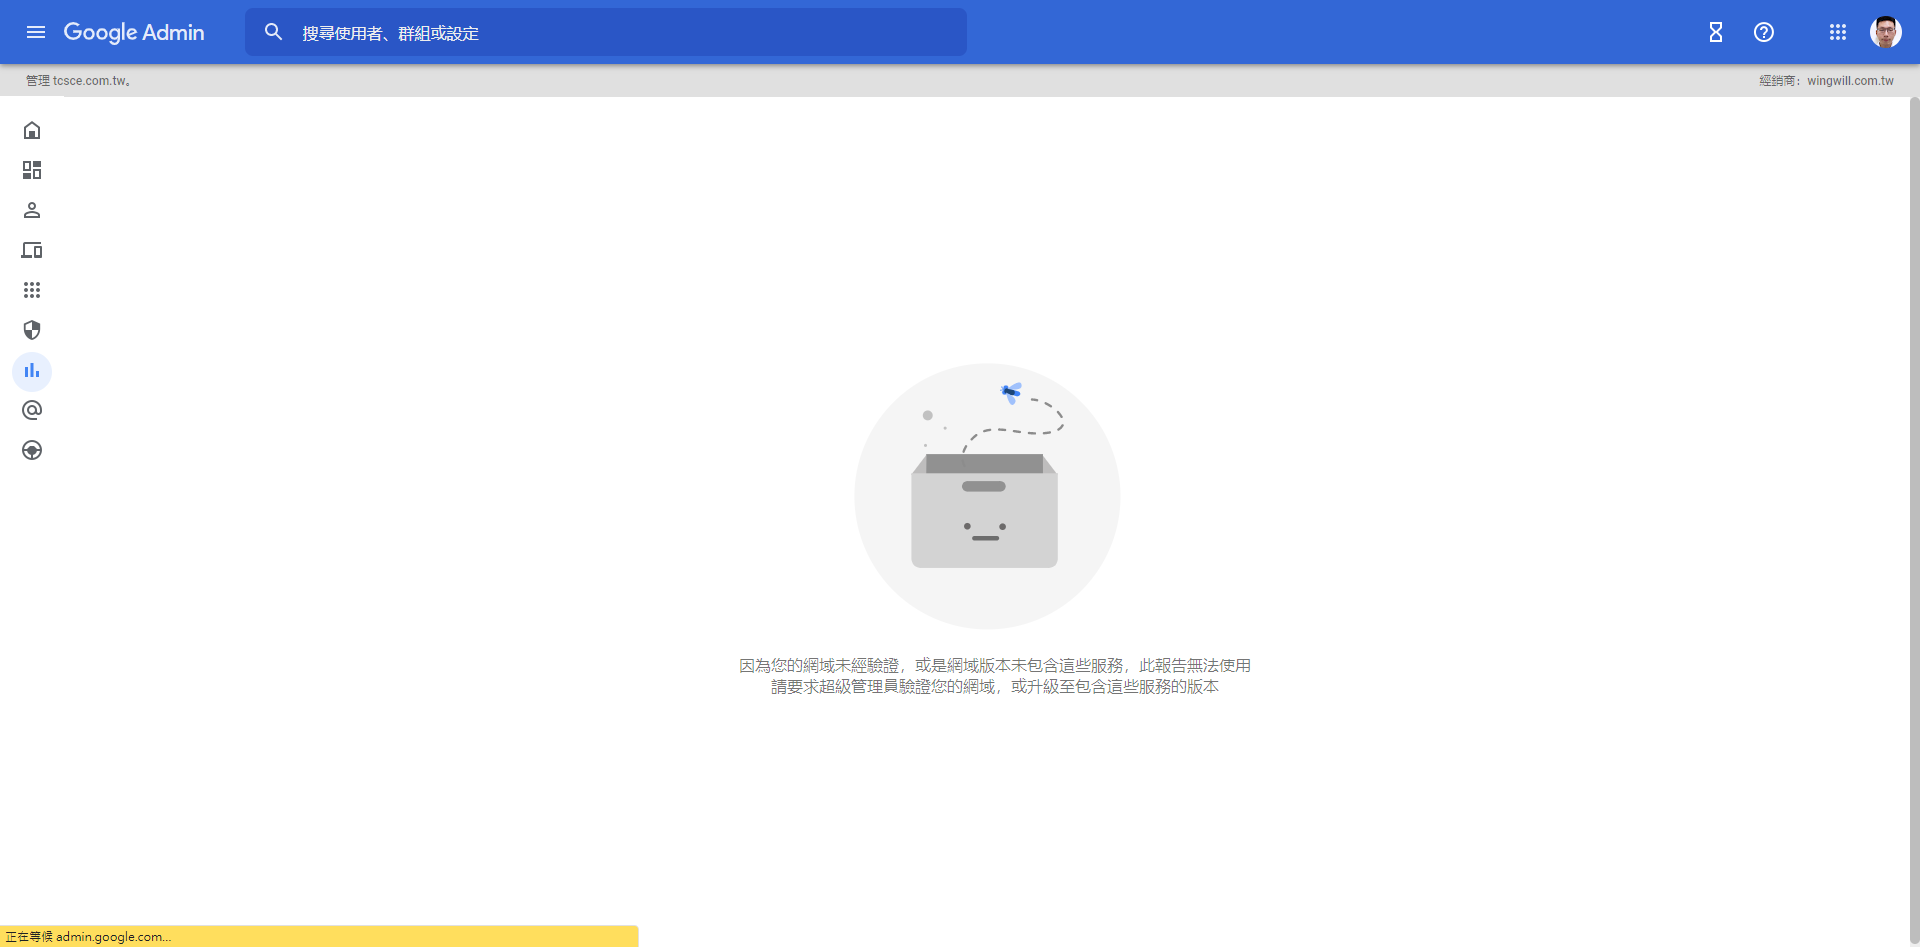 Google Admin
搜尋使用者、群組或設定
管理 tcsce.com.tw。
經銷商：wingwill.com.tw
因為您的網域未經驗證，或是網域版本未包含這些服務，此報告無法使用
請要求超級管理員驗證您的網域，或升級至包含這些服務的版本
正在等候 admin.google.com...